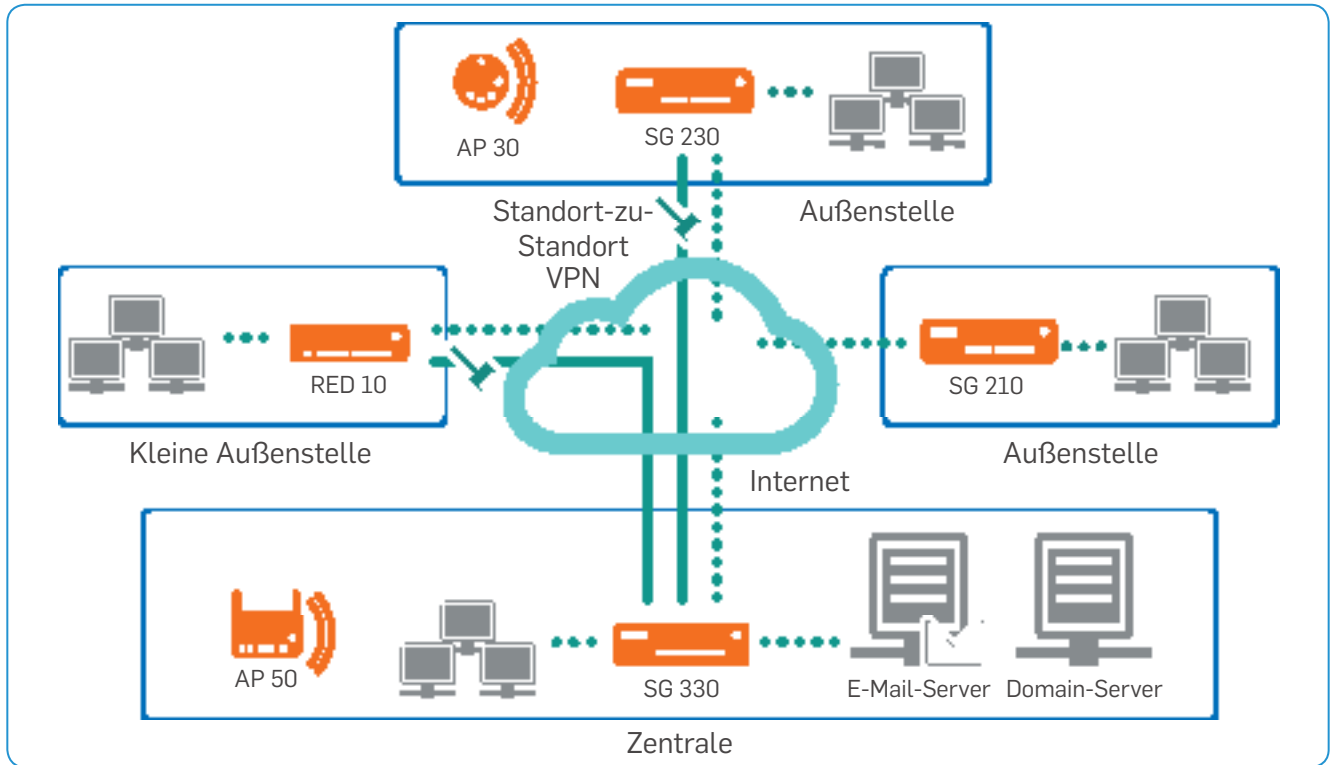 AP 30
SG 230
Standort-zu-
Standort
VPN
Außenstelle
RED 10
Kleine Außenstelle
SG 210
Außenstelle
Internet
AP 50
SG 330
E-Mail-Server
Domain-Server
Zentrale